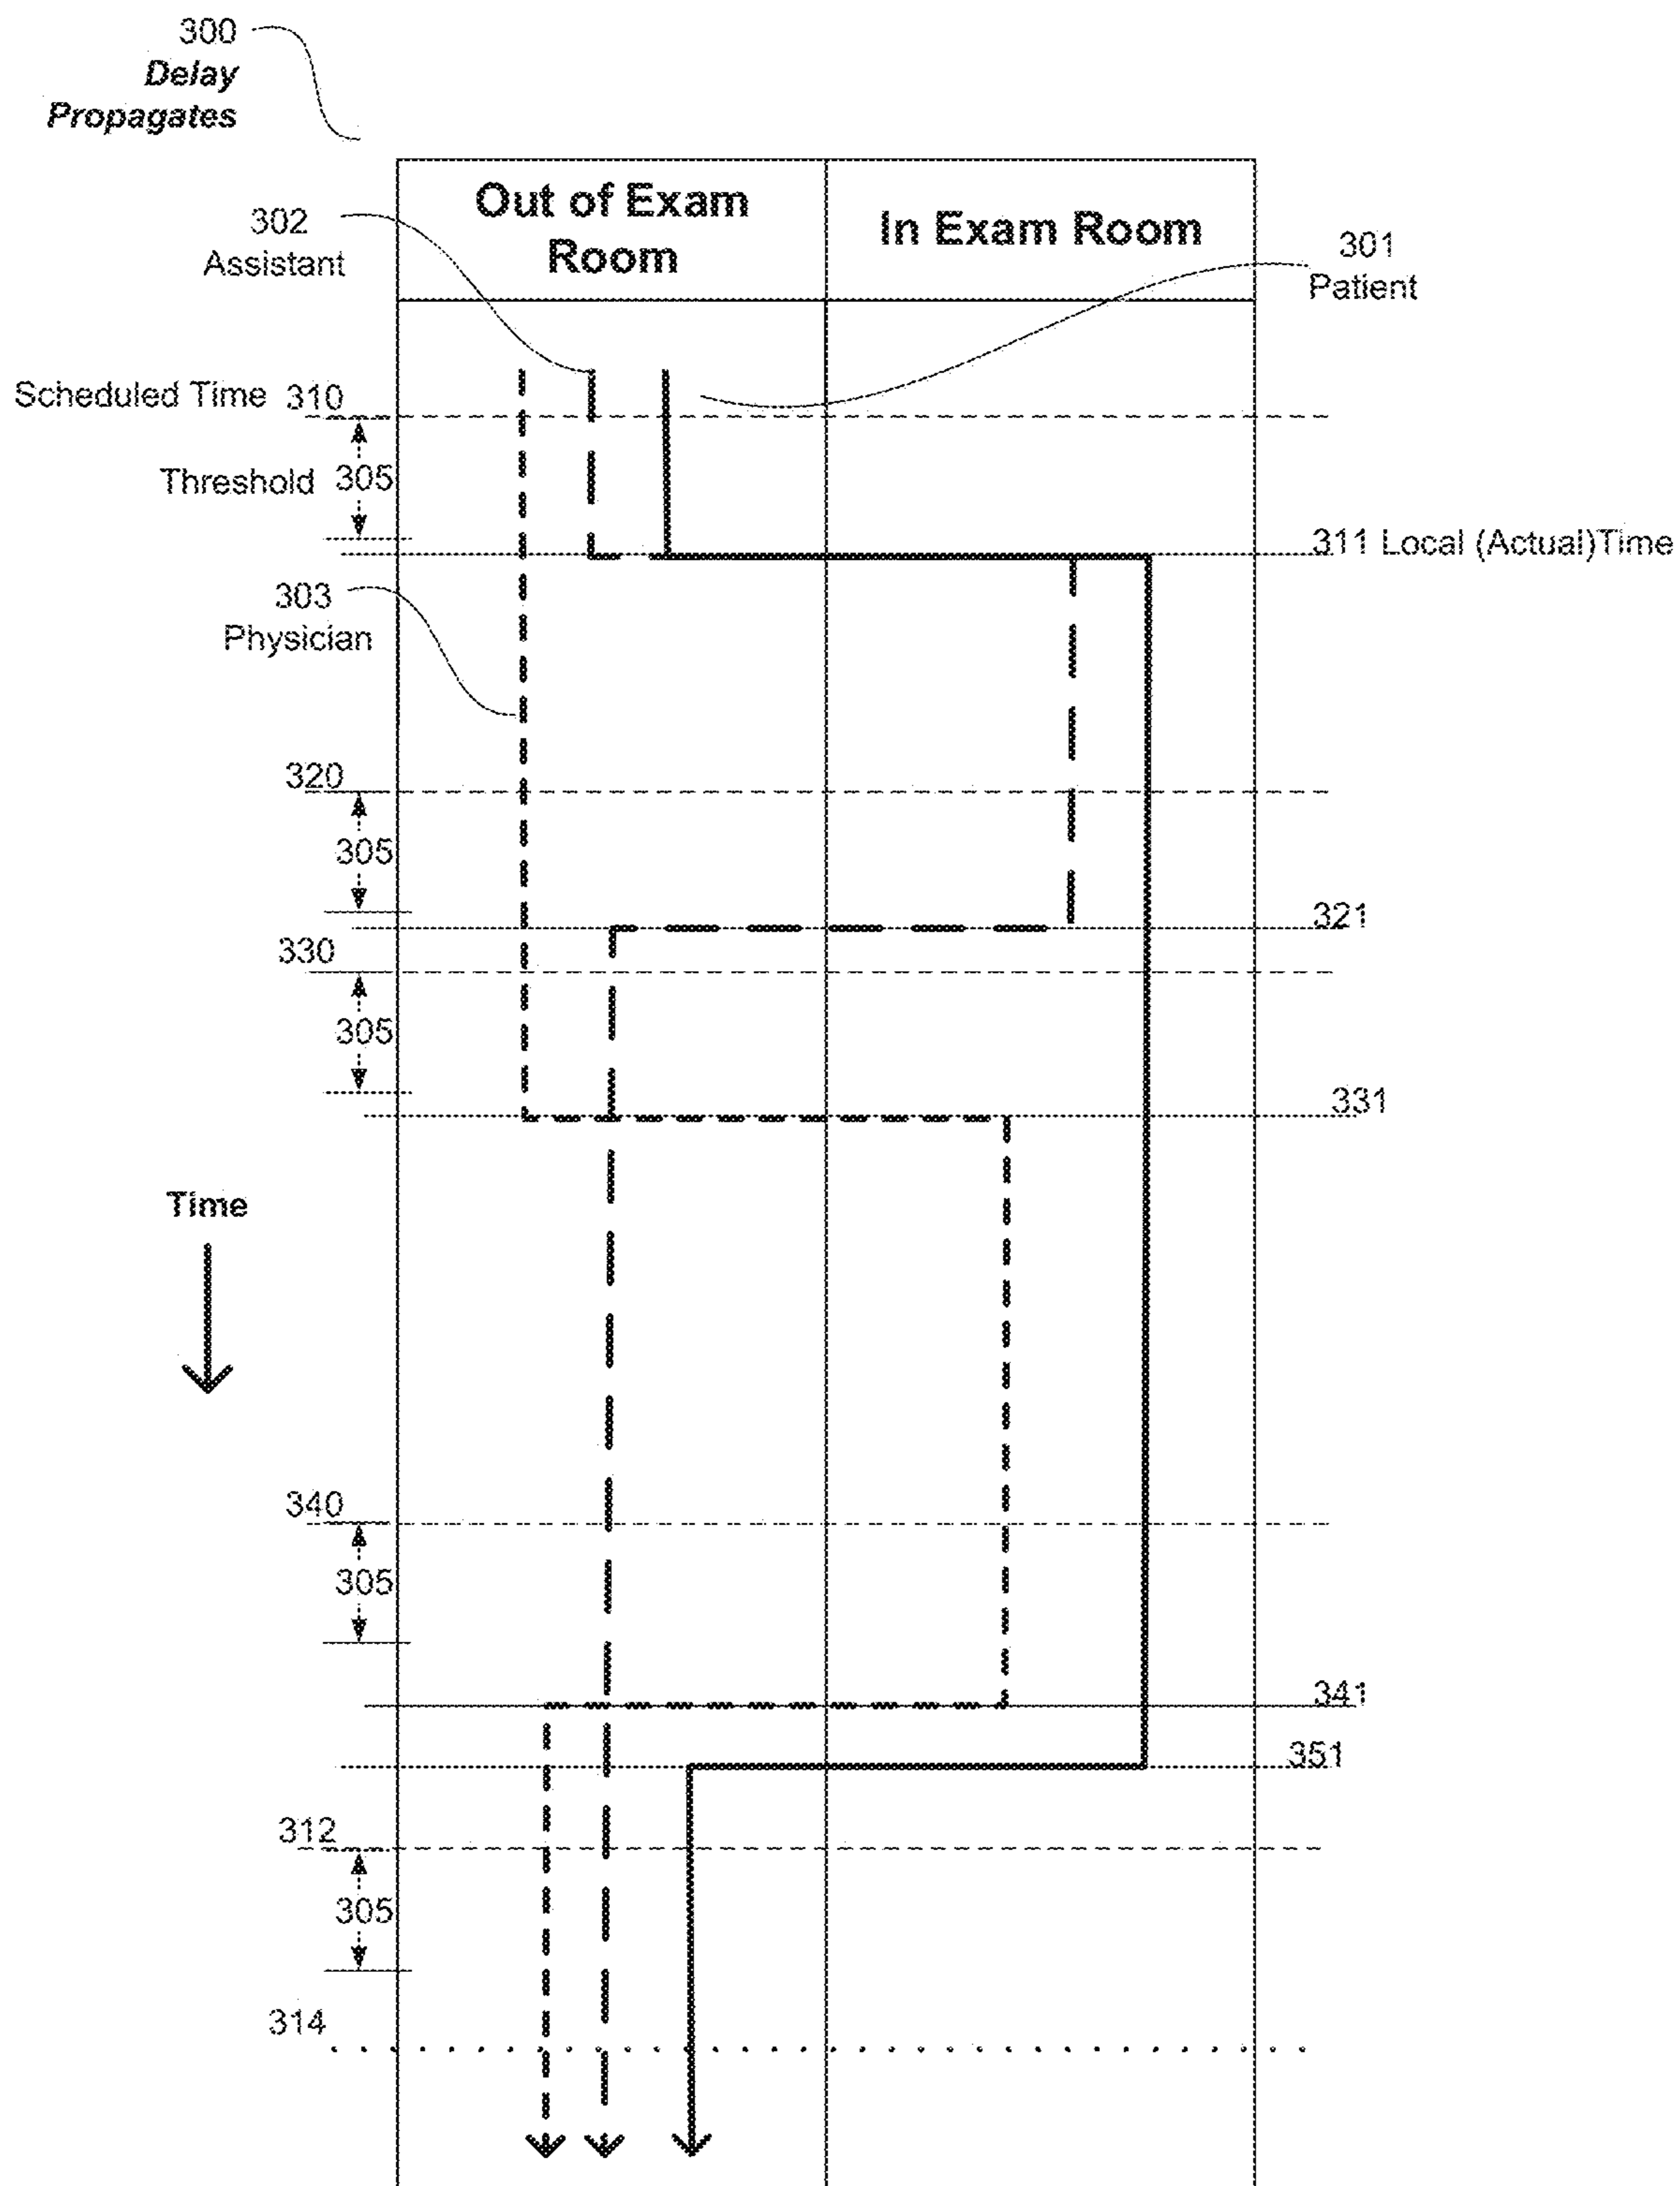 300
Delay
Propagates
Out of Exam
Room
In Exam Room
302
Assistant
301
Patient
Scheduled Time 310
Threshold 305
311 Local (Actual)Time
303
Physician
320
305
321
330
305
331
Time
340
305
341
351
312
305
314